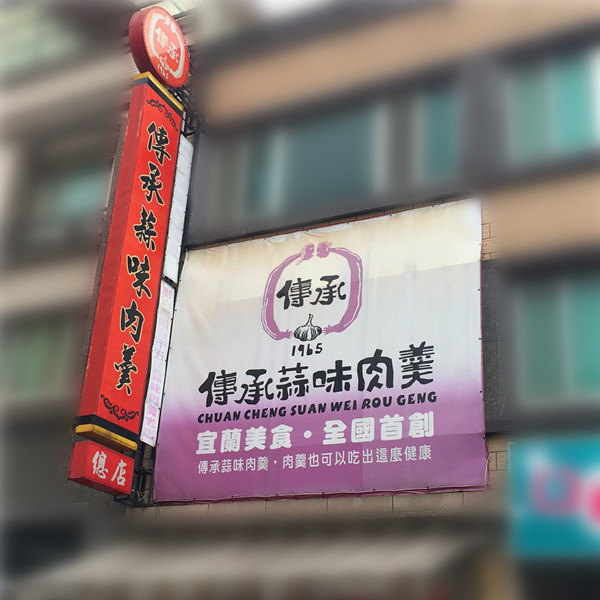 傳承
傳承蒜味肉羹
總店
傳承
1965
傳承蒜味肉羹
CHUAN CHENG SUAN WEI ROU GENG
宜蘭美食・全國首創
傳承蒜味肉羹，肉羹也可以吃出這麼健康